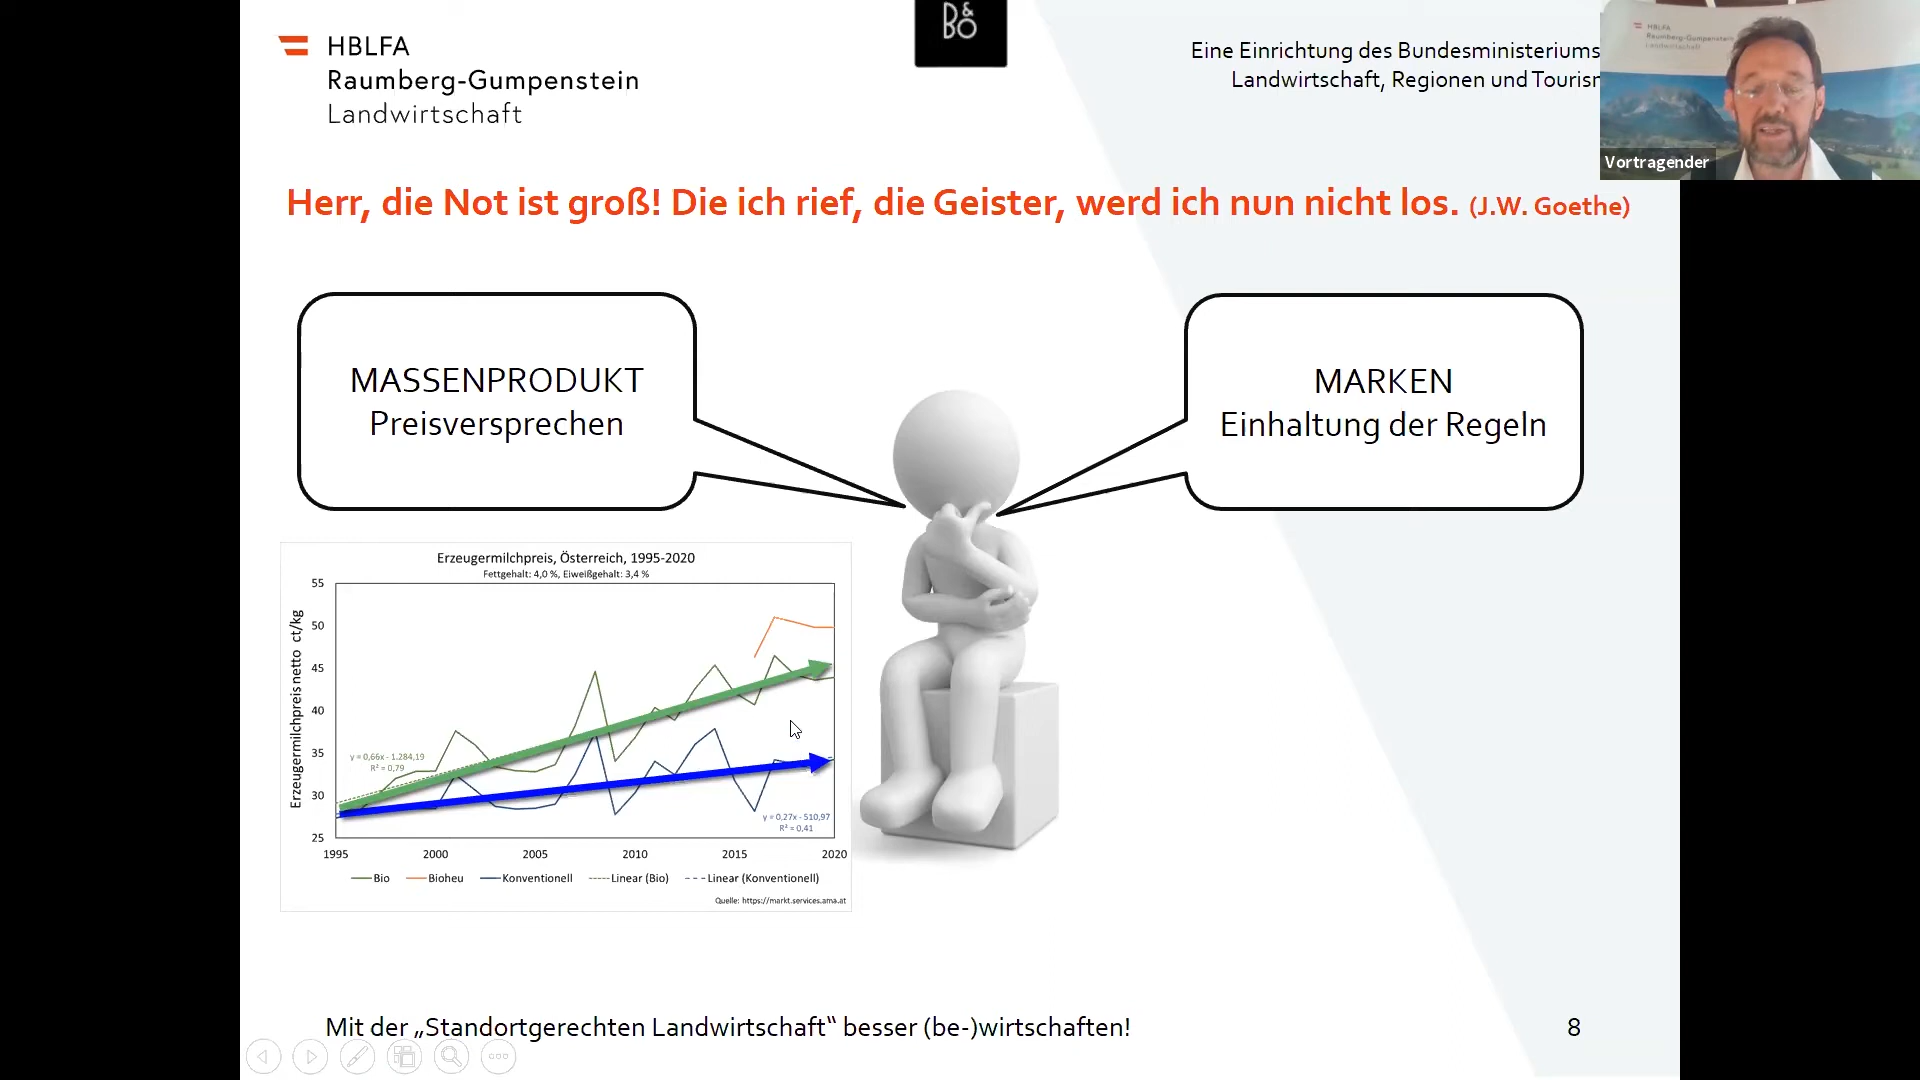 HBLFA
Raumberg-Gumpenstein
Landwirtschaft
B&O
Eine Einrichtung des Bundesministeriums
Landwirtschaft, Regionen und Tourism
HBLFA
Raumberg-Gumpenstein
Landwirtschaft
Vortragender
Herr, die Not ist groß! Die ich rief, die Geister, werd ich nun nicht los. (J.W. Goethe)
MASSENPRODUKT
Preisversprechen
MARKEN
Einhaltung der Regeln
Erzeugermilchpreis, Österreich, 1995-2020
Fettgehalt: 4,0 %, Eiweißgehalt: 3,4 %
Erzeugermilchpreis netto ct/kg
55
50
45
40
35
30
25
y = 0,66x - 1.284,19
R² = 0,79
y = 0,27x - 510,97
R² = 0,41
1995 2000 2005 2010 2015 2020
Bio Bioheu Konventionell Linear (Bio) Linear (Konventionell)
Quelle: https://markt.services.ama.at
Mit der „Standortgerechten Landwirtschaft“ besser (be-)wirtschaften!
8